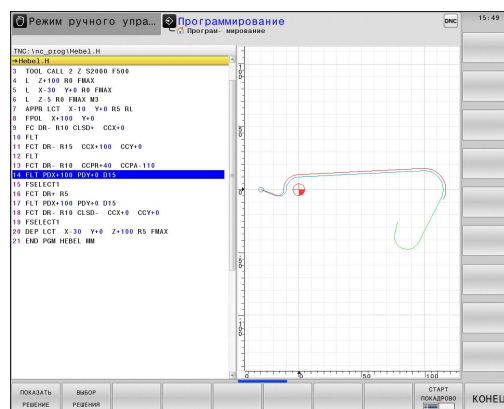 Режим ручного упра...
Программирование
Програм- мирование
DNC
15:49
TNC:\nc_prog\Hebel.H
→Hebel.H
3 TOOL CALL 2 Z S2000 F500
4 L Z+100 R0 FMAX
5 L X-30 Y+0 R0 FMAX
6 L Z-5 R0 FMAX M3
7 APPR LCT X-10 Y+0 R5 RL
8 FPOL X+100 Y+0
9 FC DR- R10 CLSD+ CCX+0
10 FLT
11 FCT DR- R15 CCX+100 CCY+0
12 FLT
13 FCT DR- R10 CCPR+40 CCPA-110
14 FLT PDX+100 PDY+0 D15
15 FSELECT1
16 FCT DR+ R5
17 FLT PDX+100 PDY+0 D15
18 FCT DR- R10 CLSD- CCX+0 CCY+0
19 FSELECT1
20 DEP LCT X-30 Y+0 Z+100 R5 FMAX
21 END PGM HEBEL MM
0 50 100
ПОКАЗАТЬ РЕШЕНИЕ
ВЫБОР РЕШЕНИЯ
СТАРТ ПОКАДРОВО
КОНЕЦ